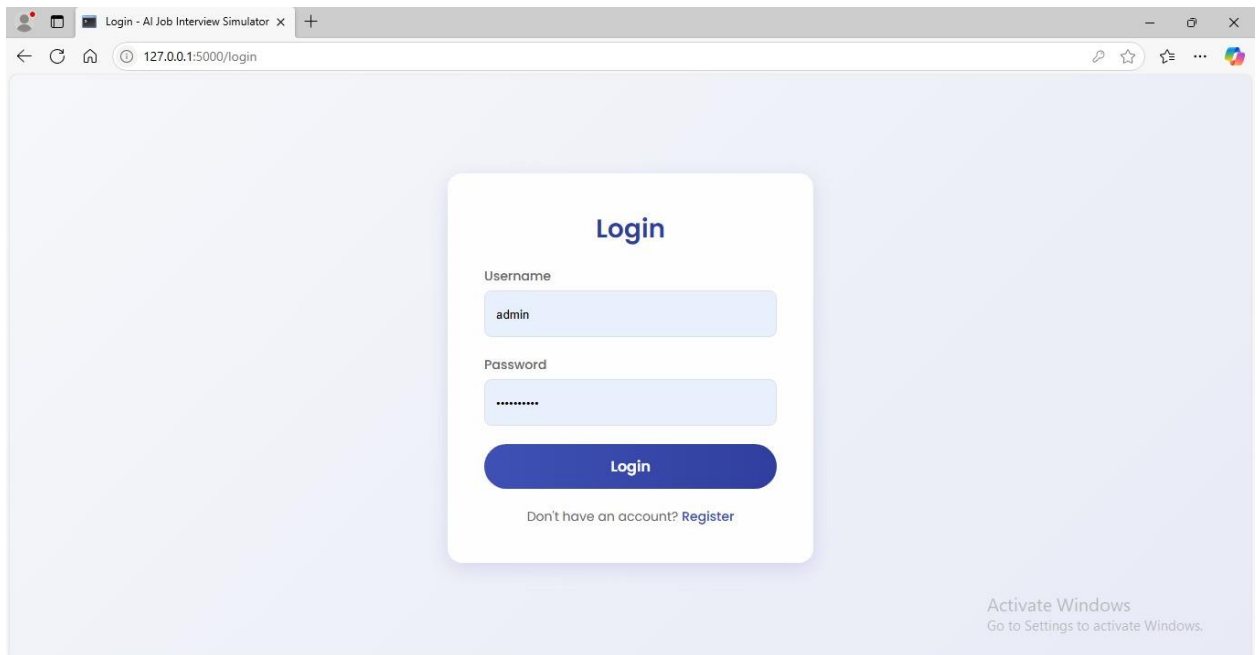 Login - AI Job Interview Simulator
127.0.0.1:5000/login
Login
Username
admin
Password
••••••••••
Login
Don't have an account? Register
Activate Windows
Go to Settings to activate Windows.